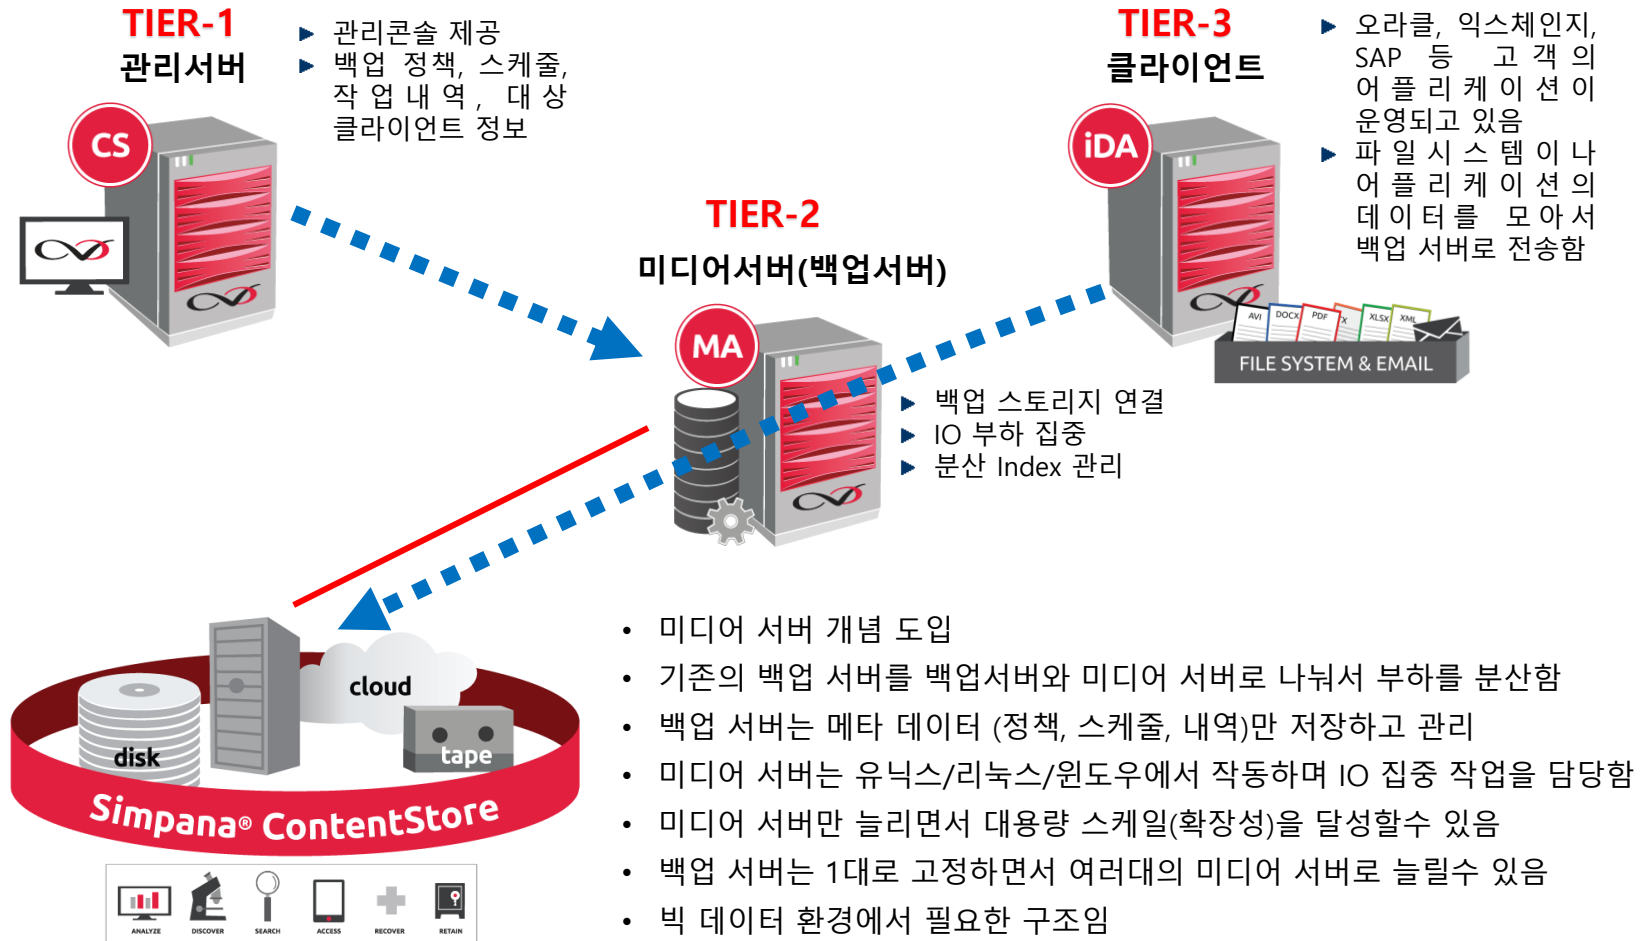 TIER-1
관리서버
관리콘솔 제공
백업 정책, 스케줄,
작업내역, 대상
클라이언트 정보
CS
TIER-3
클라이언트
오라클, 익스체인지,
SAP 등 고객의
어플리케이션이
운영되고 있음
파일시스템이나
어플리케이션의
데이터를 모아서
백업 서버로 전송함
iDA
AVI
DOCX
PDF
XLSX
XML
FILE SYSTEM & EMAIL
TIER-2
미디어서버(백업서버)
MA
백업 스토리지 연결
IO 부하 집중
분산 Index 관리
cloud
disk
tape
Simpana® ContentStore
ANALYZE
DISCOVER
SEARCH
ACCESS
RECOVER
RETAIN
• 미디어 서버 개념 도입
• 기존의 백업 서버를 백업서버와 미디어 서버로 나눠서 부하를 분산함
• 백업 서버는 메타 데이터 (정책, 스케줄, 내역)만 저장하고 관리
• 미디어 서버는 유닉스/리눅스/윈도우에서 작동하며 IO 집중 작업을 담당함
• 미디어 서버만 늘리면서 대용량 스케일(확장성)을 달성할수 있음
• 백업 서버는 1대로 고정하면서 여러대의 미디어 서버로 늘릴수 있음
• 빅 데이터 환경에서 필요한 구조임